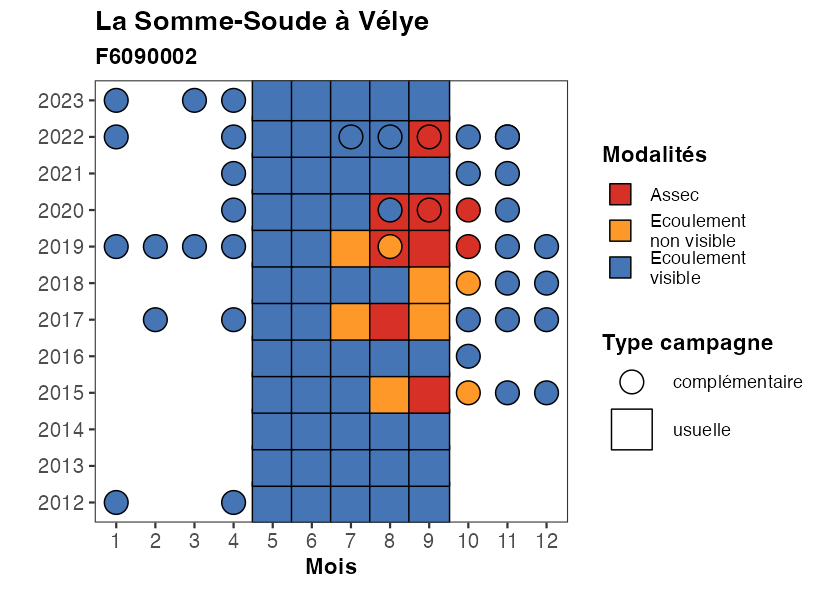 La Somme-Soude à Vélye
F6090002
2023
2022
2021
2020
2019
2018
2017
2016
2015
2014
2013
2012
1 2 3 4 5 6 7 8 9 10 11 12
Mois
Modalités
Assec
Ecoulement
non visible
Ecoulement
visible
Type campagne
complémentaire
usuelle